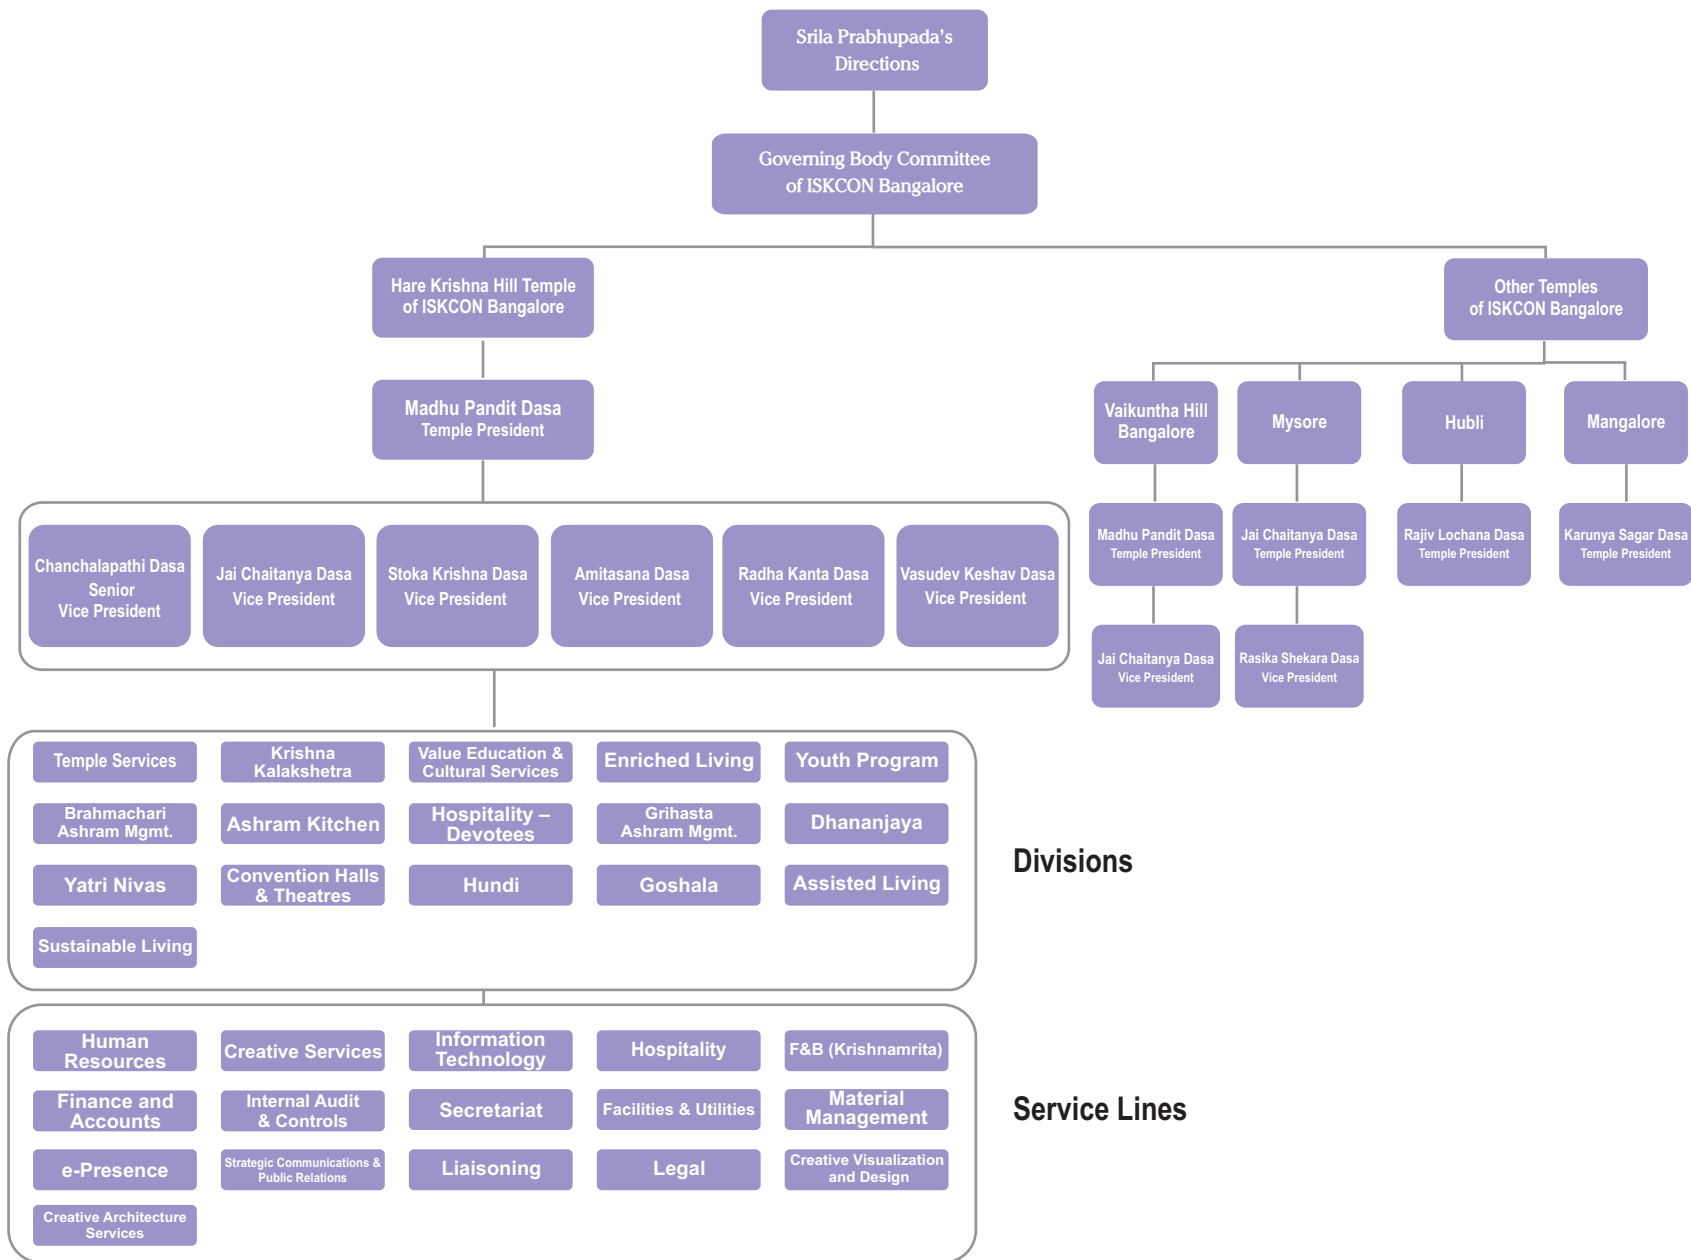 Srila Prabhupada's
Directions
Governing Body Committee
of ISKCON Bangalore
Hare Krishna Hill Temple
of ISKCON Bangalore
Other Temples
of ISKCON Bangalore
Madhu Pandit Dasa
Temple President
Vaikuntha Hill
Bangalore
Mysore
Hubli
Mangalore
Madhu Pandit Dasa
Temple President
Jai Chaitanya Dasa
Temple President
Rajiv Lochana Dasa
Temple President
Karunya Sagar Dasa
Temple President
Jai Chaitanya Dasa
Vice President
Rasika Shekara Dasa
Vice President
Chanchalapathi Dasa
Senior
Vice President
Jai Chaitanya Dasa
Vice President
Stoka Krishna Dasa
Vice President
Amitasana Dasa
Vice President
Radha Kanta Dasa
Vice President
Vasudev Keshav Dasa
Vice President
Temple Services
Krishna
Kalakshetra
Value Education &
Cultural Services
Enriched Living
Youth Program
Brahmachari
Ashram Mgmt.
Ashram Kitchen
Hospitality –
Devotees
Grihasta
Ashram Mgmt.
Dhananjaya
Yatri Nivas
Convention Halls
& Theatres
Hundi
Goshala
Assisted Living
Sustainable Living
Divisions
Human
Resources
Creative Services
Information
Technology
Hospitality
F&B (Krishnamrita)
Finance and
Accounts
Internal Audit
& Controls
Secretariat
Facilities & Utilities
Material
Management
e-Presence
Strategic Communications &
Public Relations
Liaisoning
Legal
Creative Visualization
and Design
Creative Architecture
Services
Service Lines